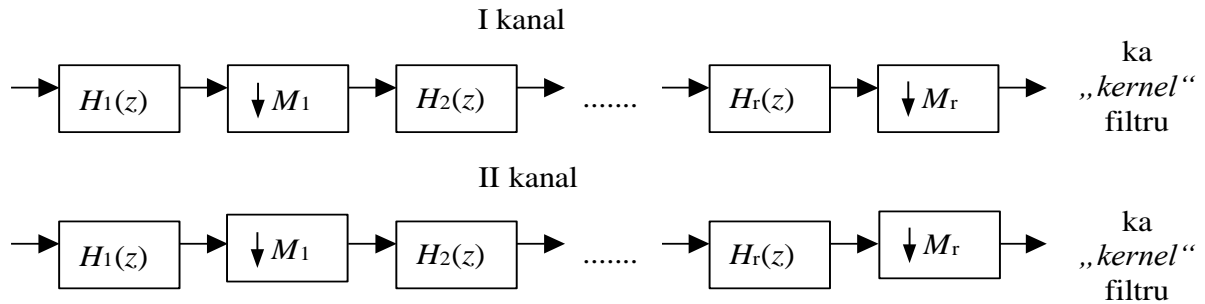 I kanal
H1(z) ↓ M1 H2(z) ....... Hr(z) ↓ Mr
ka
„kernel“
filtru
II kanal
H1(z) ↓ M1 H2(z) ....... Hr(z) ↓ Mr
ka
„kernel“
filtru